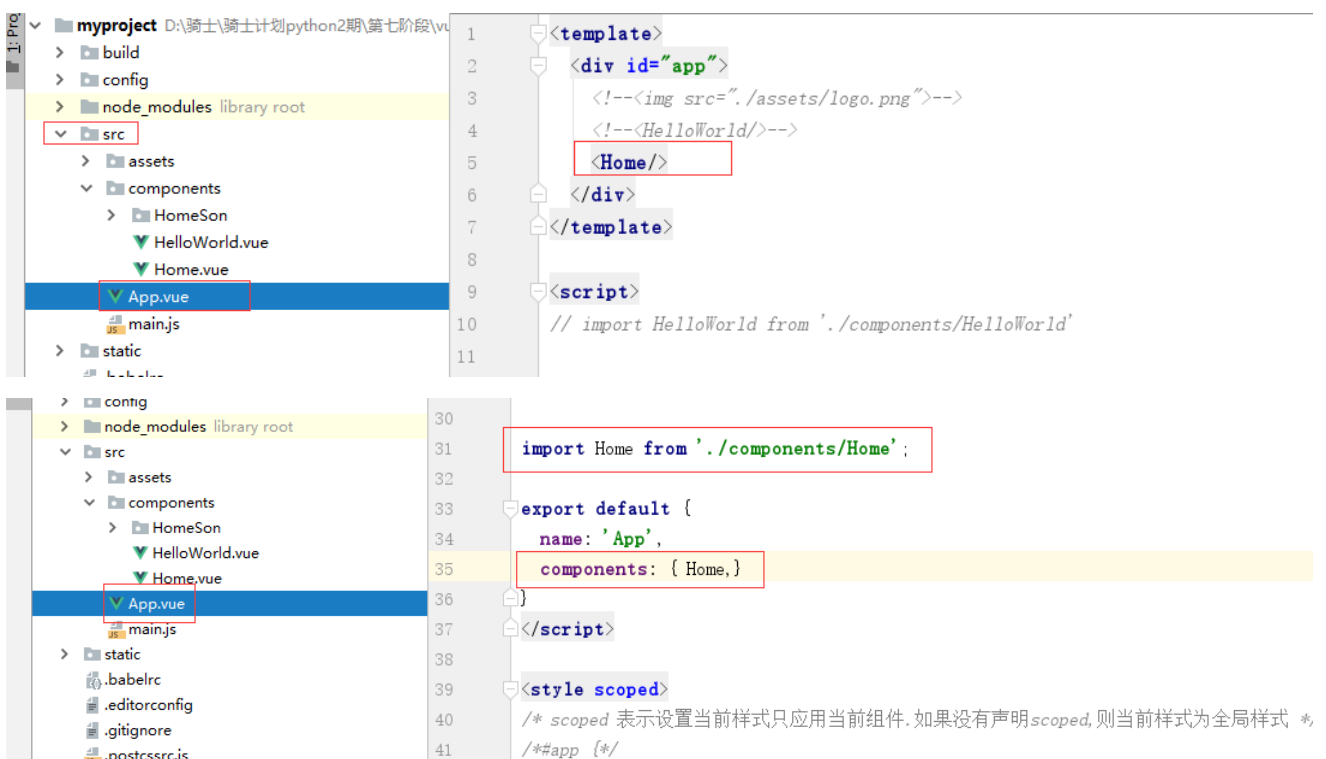 1: Pro
myproject D:\骑士\骑士计划python2期\第七阶段\vu
build
config
node_modules library root
src
assets
components
HomeSon
HelloWorld.vue
Home.vue
App.vue
main.js
static
.babelrc
1 <template>
2 <div id="app">
3 <!--<img src="./assets/logo.png">-->
4 <!--<HelloWorld/>-->
5 <Home/>
6 </div>
7 </template>
8
9 <script>
10 // import HelloWorld from './components/HelloWorld'
11
config
node_modules library root
src
assets
components
HomeSon
HelloWorld.vue
Home.vue
App.vue
main.js
static
.babelrc
.editorconfig
.gitignore
.postcssrc.js
30
31 import Home from './components/Home';
32
33 export default {
34 name: 'App',
35 components: { Home,}
36 }
37 </script>
38
39 <style scoped>
40 /* scoped 表示设置当前样式只应用当前组件.如果没有声明scoped,则当前样式为全局样式 */
41 /*#app {*/